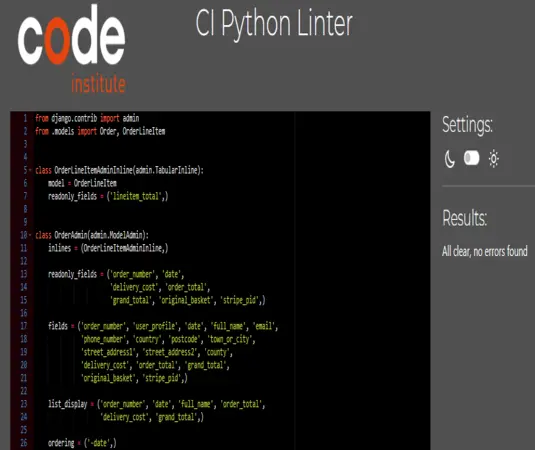 code
institute
CI Python Linter
1 from django.contrib import admin
2 from .models import Order, OrderLineItem
3
4
5 class OrderLineItemAdminInline(admin.TabularInline):
6 model = OrderLineItem
7 readonly_fields = ('lineitem_total',)
8
9
10 class OrderAdmin(admin.ModelAdmin):
11 inlines = (OrderLineItemAdminInline,)
12
13 readonly_fields = ('order_number', 'date',
14 'delivery_cost', 'order_total',
15 'grand_total', 'original_basket', 'stripe_pid',)
16
17 fields = ('order_number', 'user_profile', 'date', 'full_name', 'email',
18 'phone_number', 'country', 'postcode', 'town_or_city',
19 'street_address1', 'street_address2', 'county',
20 'delivery_cost', 'order_total', 'grand_total',
21 'original_basket', 'stripe_pid',)
22
23 list_display = ('order_number', 'date', 'full_name', 'order_total',
24 'delivery_cost', 'grand_total',)
25
26 ordering = ('-date',)
Settings:
Results:
All clear, no errors found